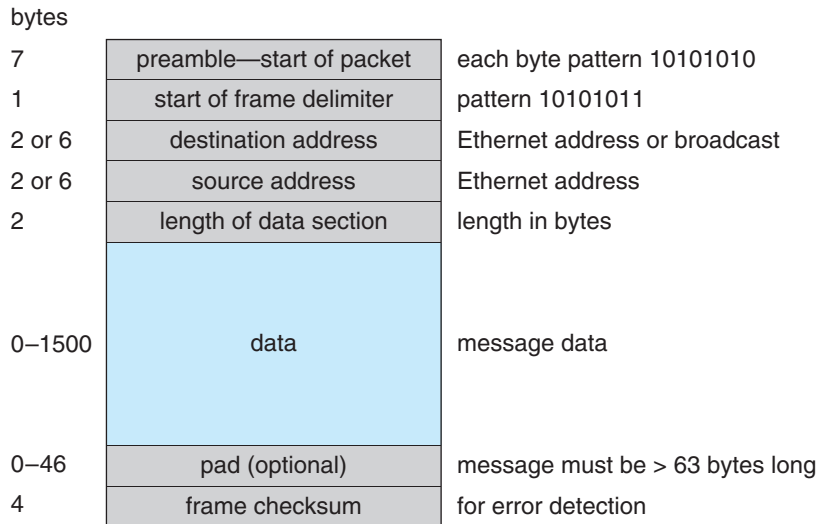 bytes
7 preamble—start of packet each byte pattern 10101010
1 start of frame delimiter pattern 10101011
2 or 6 destination address Ethernet address or broadcast
2 or 6 source address Ethernet address
2 length of data section length in bytes
0–1500 data message data
0–46 pad (optional) message must be > 63 bytes long
4 frame checksum for error detection